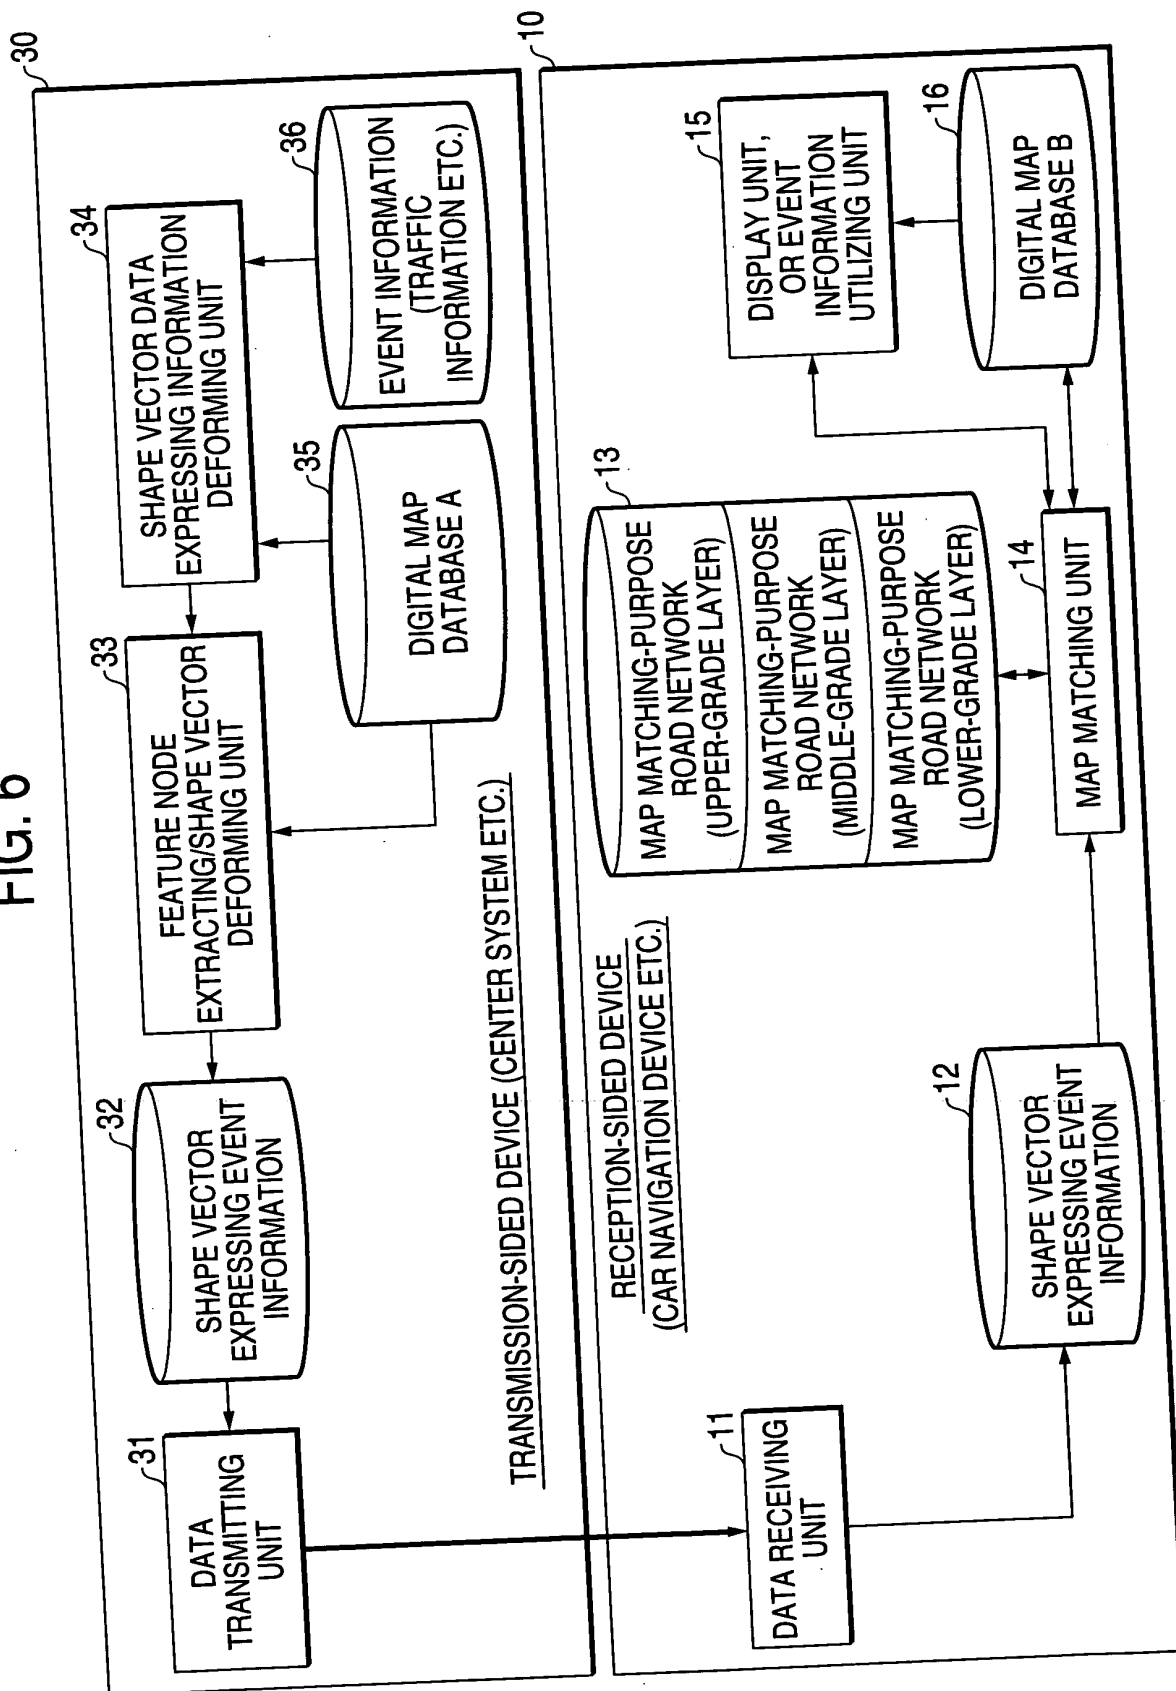 FIG. 6
30
34
SHAPE VECTOR DATA
EXPRESSING INFORMATION
DEFORMING UNIT
36
EVENT INFORMATION
(TRAFFIC
INFORMATION ETC.)
33
FEATURE NODE
EXTRACTING/SHAPE VECTOR
DEFORMING UNIT
35
DIGITAL MAP
DATABASE A
32
SHAPE VECTOR
EXPRESSING EVENT
INFORMATION
31
DATA
TRANSMITTING
UNIT
TRANSMISSION-SIDED DEVICE (CENTER SYSTEM ETC.)
10
RECEPTION-SIDED DEVICE
(CAR NAVIGATION DEVICE ETC.)
11
DATA RECEIVING
UNIT
12
SHAPE VECTOR
EXPRESSING EVENT
INFORMATION
13
MAP MATCHING-PURPOSE
ROAD NETWORK
(UPPER-GRADE LAYER)
MAP MATCHING-PURPOSE
ROAD NETWORK
(MIDDLE-GRADE LAYER)
MAP MATCHING-PURPOSE
ROAD NETWORK
(LOWER-GRADE LAYER)
14
MAP MATCHING UNIT
15
DISPLAY UNIT,
OR EVENT
INFORMATION
UTILIZING UNIT
16
DIGITAL MAP
DATABASE B